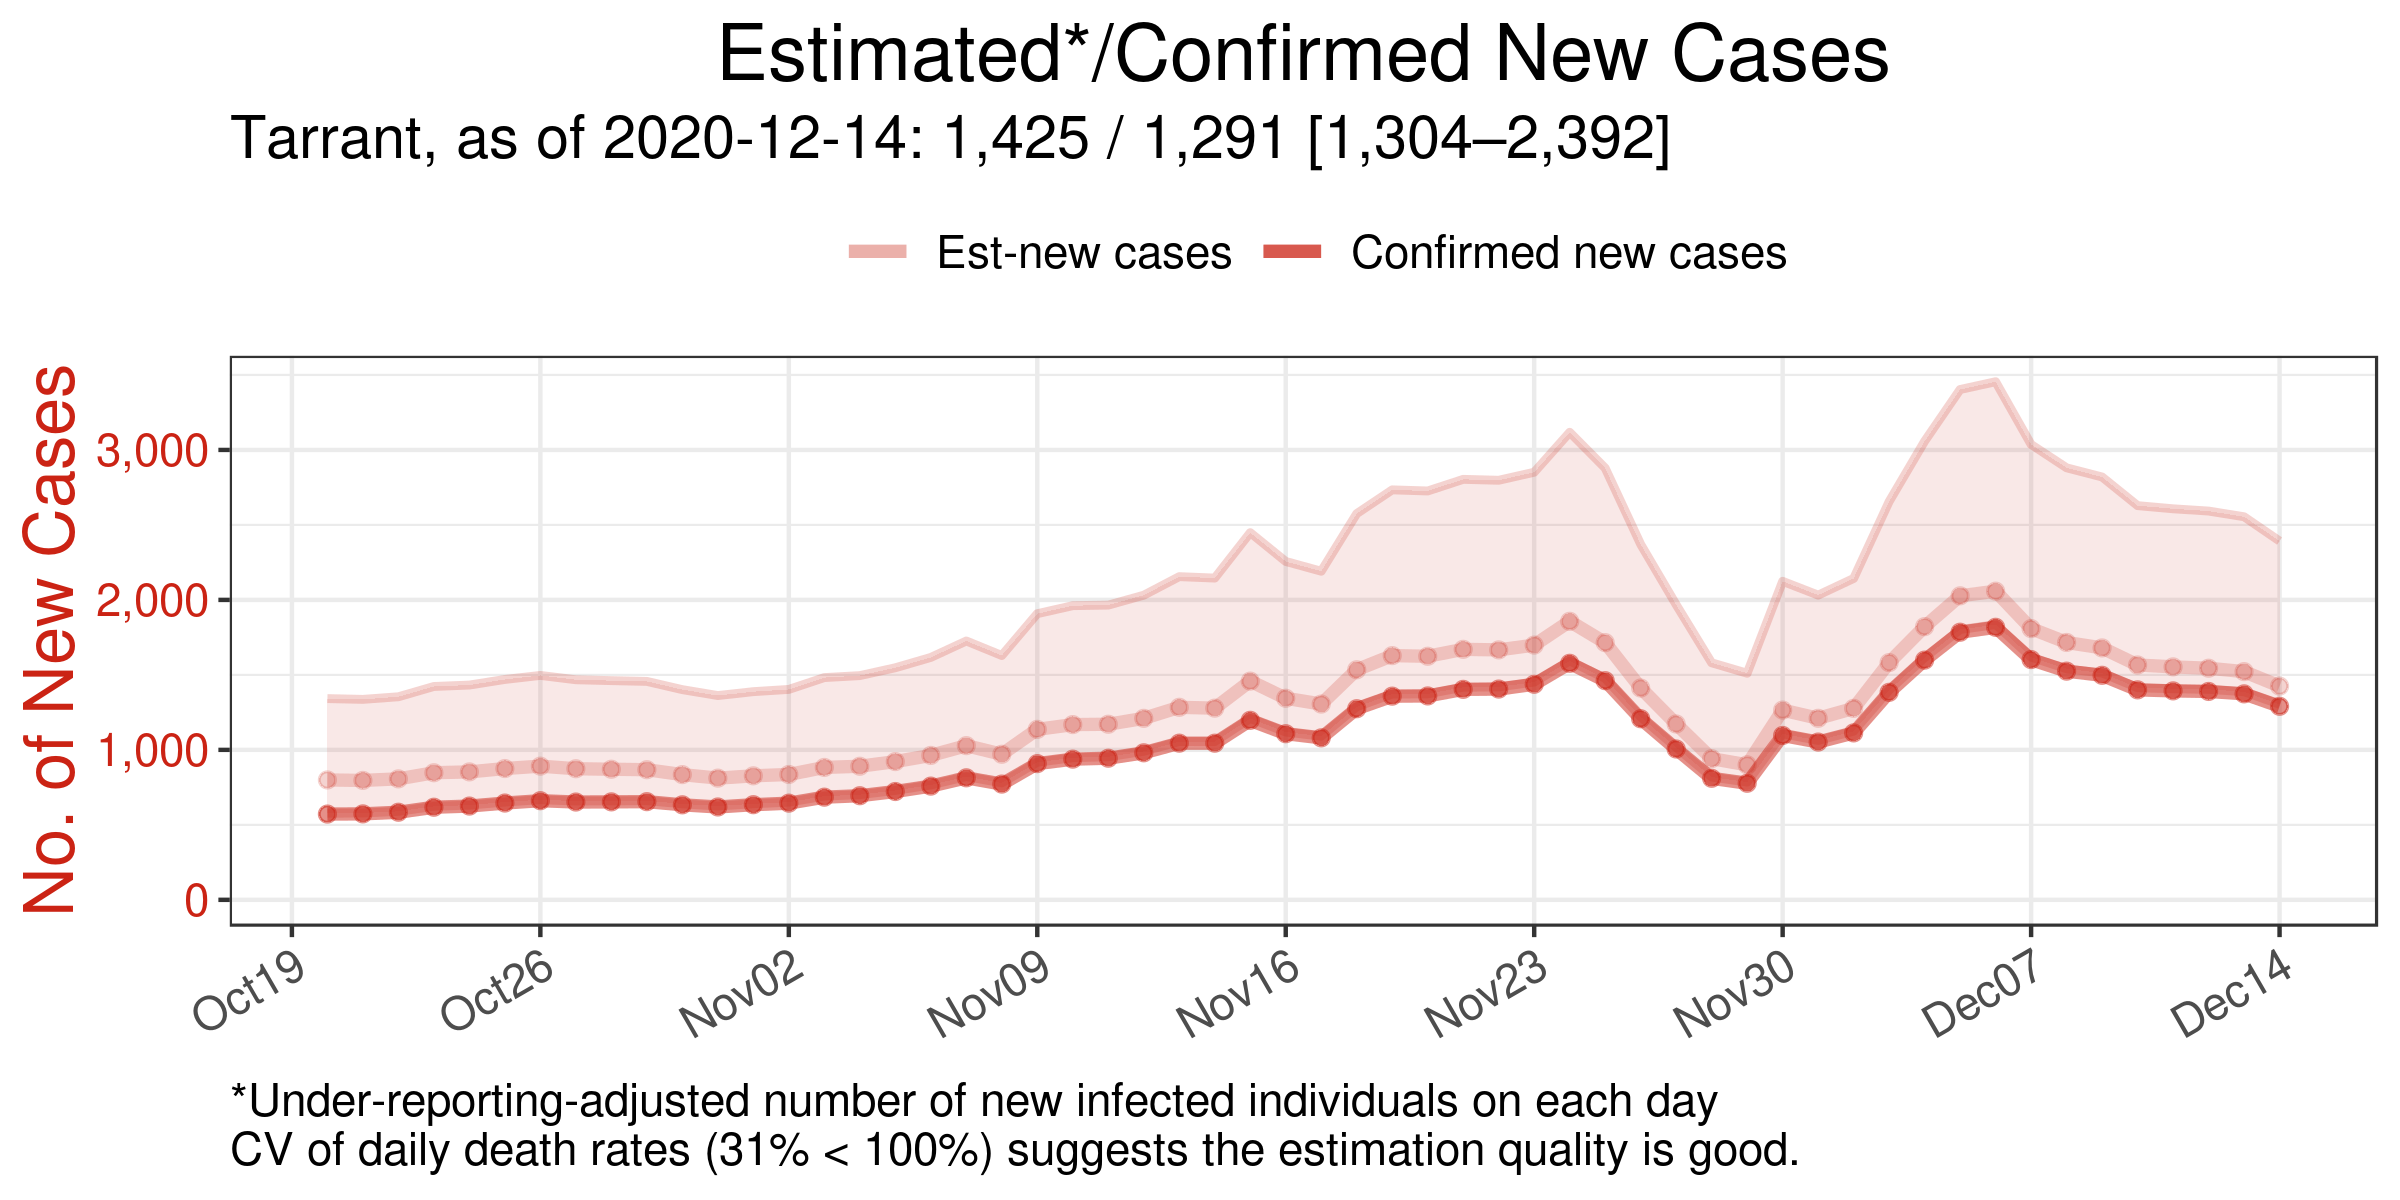 Estimated*/Confirmed New Cases
Tarrant, as of 2020-12-14: 1,425 / 1,291 [1,304–2,392]
Est-new cases Confirmed new cases
No. of New Cases
3,000
2,000
1,000
0
Oct19 Oct26 Nov02 Nov09 Nov16 Nov23 Nov30 Dec07 Dec14
*Under-reporting-adjusted number of new infected individuals on each day
CV of daily death rates (31% < 100%) suggests the estimation quality is good.